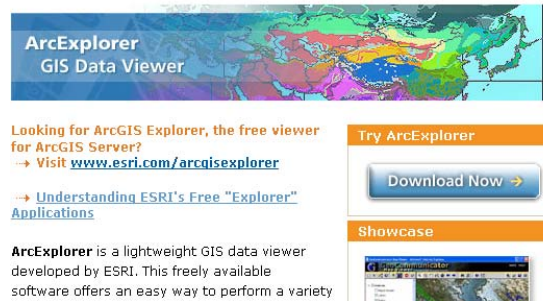 ArcExplorer
GIS Data Viewer
Looking for ArcGIS Explorer, the free viewer
for ArcGIS Server?
Visit www.esri.com/arcgisexplorer
Understanding ESRI's Free "Explorer"
Applications
ArcExplorer is a lightweight GIS data viewer
developed by ESRI. This freely available
software offers an easy way to perform a variety
Try ArcExplorer
Download Now
Showcase